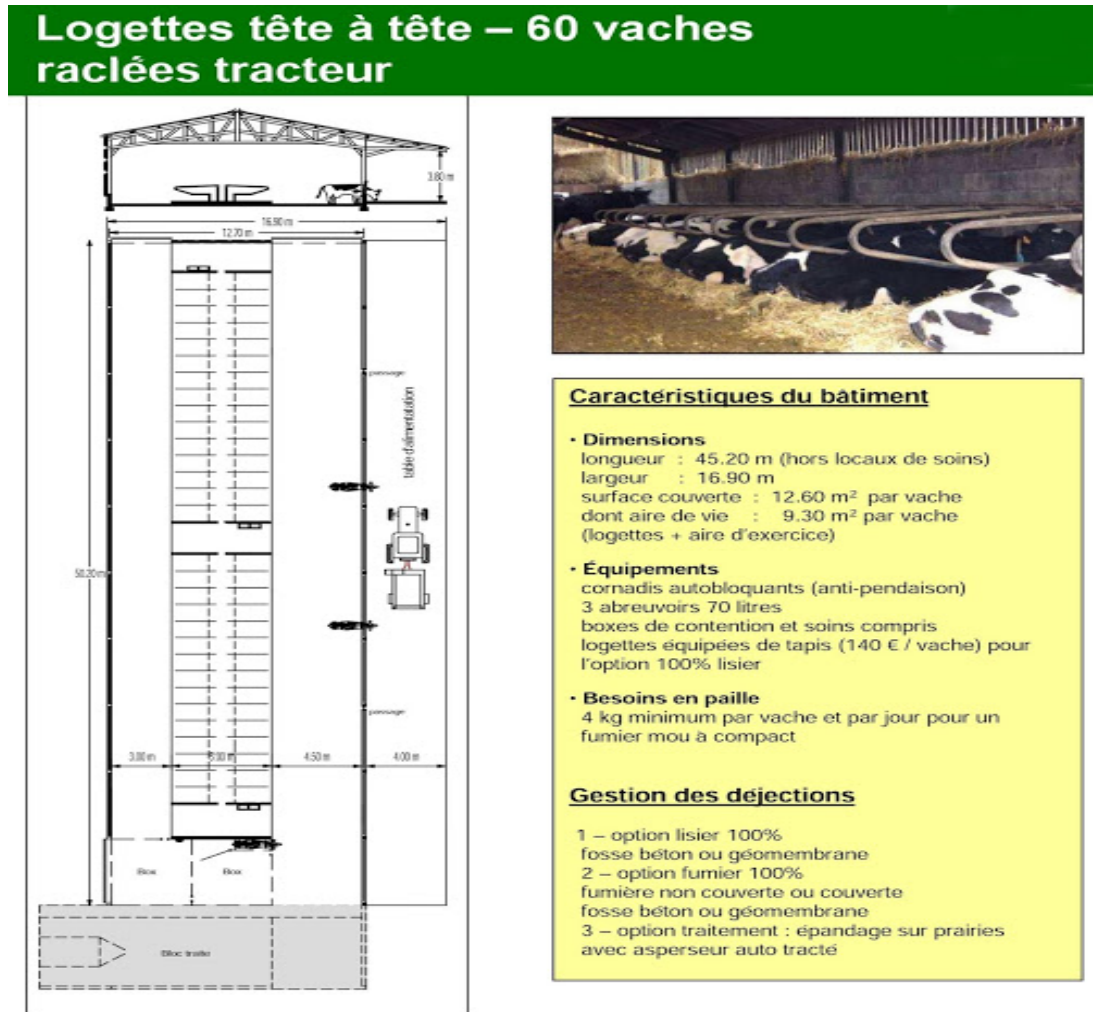 Logettes tête à tête – 60 vaches
raclées tracteur
3.80 m
16.90 m
12.70 m
passage
table d'alimentation
50.20 m
passage
3.00 m
5.00 m
4.50 m
4.00 m
Box
Box
Bloc traite
Caractéristiques du bâtiment
• Dimensions
longueur : 45.20 m (hors locaux de soins)
largeur : 16.90 m
surface couverte : 12.60 m² par vache
dont aire de vie : 9.30 m² par vache
(logettes + aire d'exercice)
• Équipements
cornadis autobloquants (anti-pendaison)
3 abreuvoirs 70 litres
boxes de contention et soins compris
logettes équipées de tapis (140 € / vache) pour
l'option 100% lisier
• Besoins en paille
4 kg minimum par vache et par jour pour un
fumier mou à compact
Gestion des déjections
1 – option lisier 100%
fosse béton ou géomembrane
2 – option fumier 100%
fumière non couverte ou couverte
fosse béton ou géomembrane
3 – option traitement : épandage sur prairies
avec asperseur auto tracté